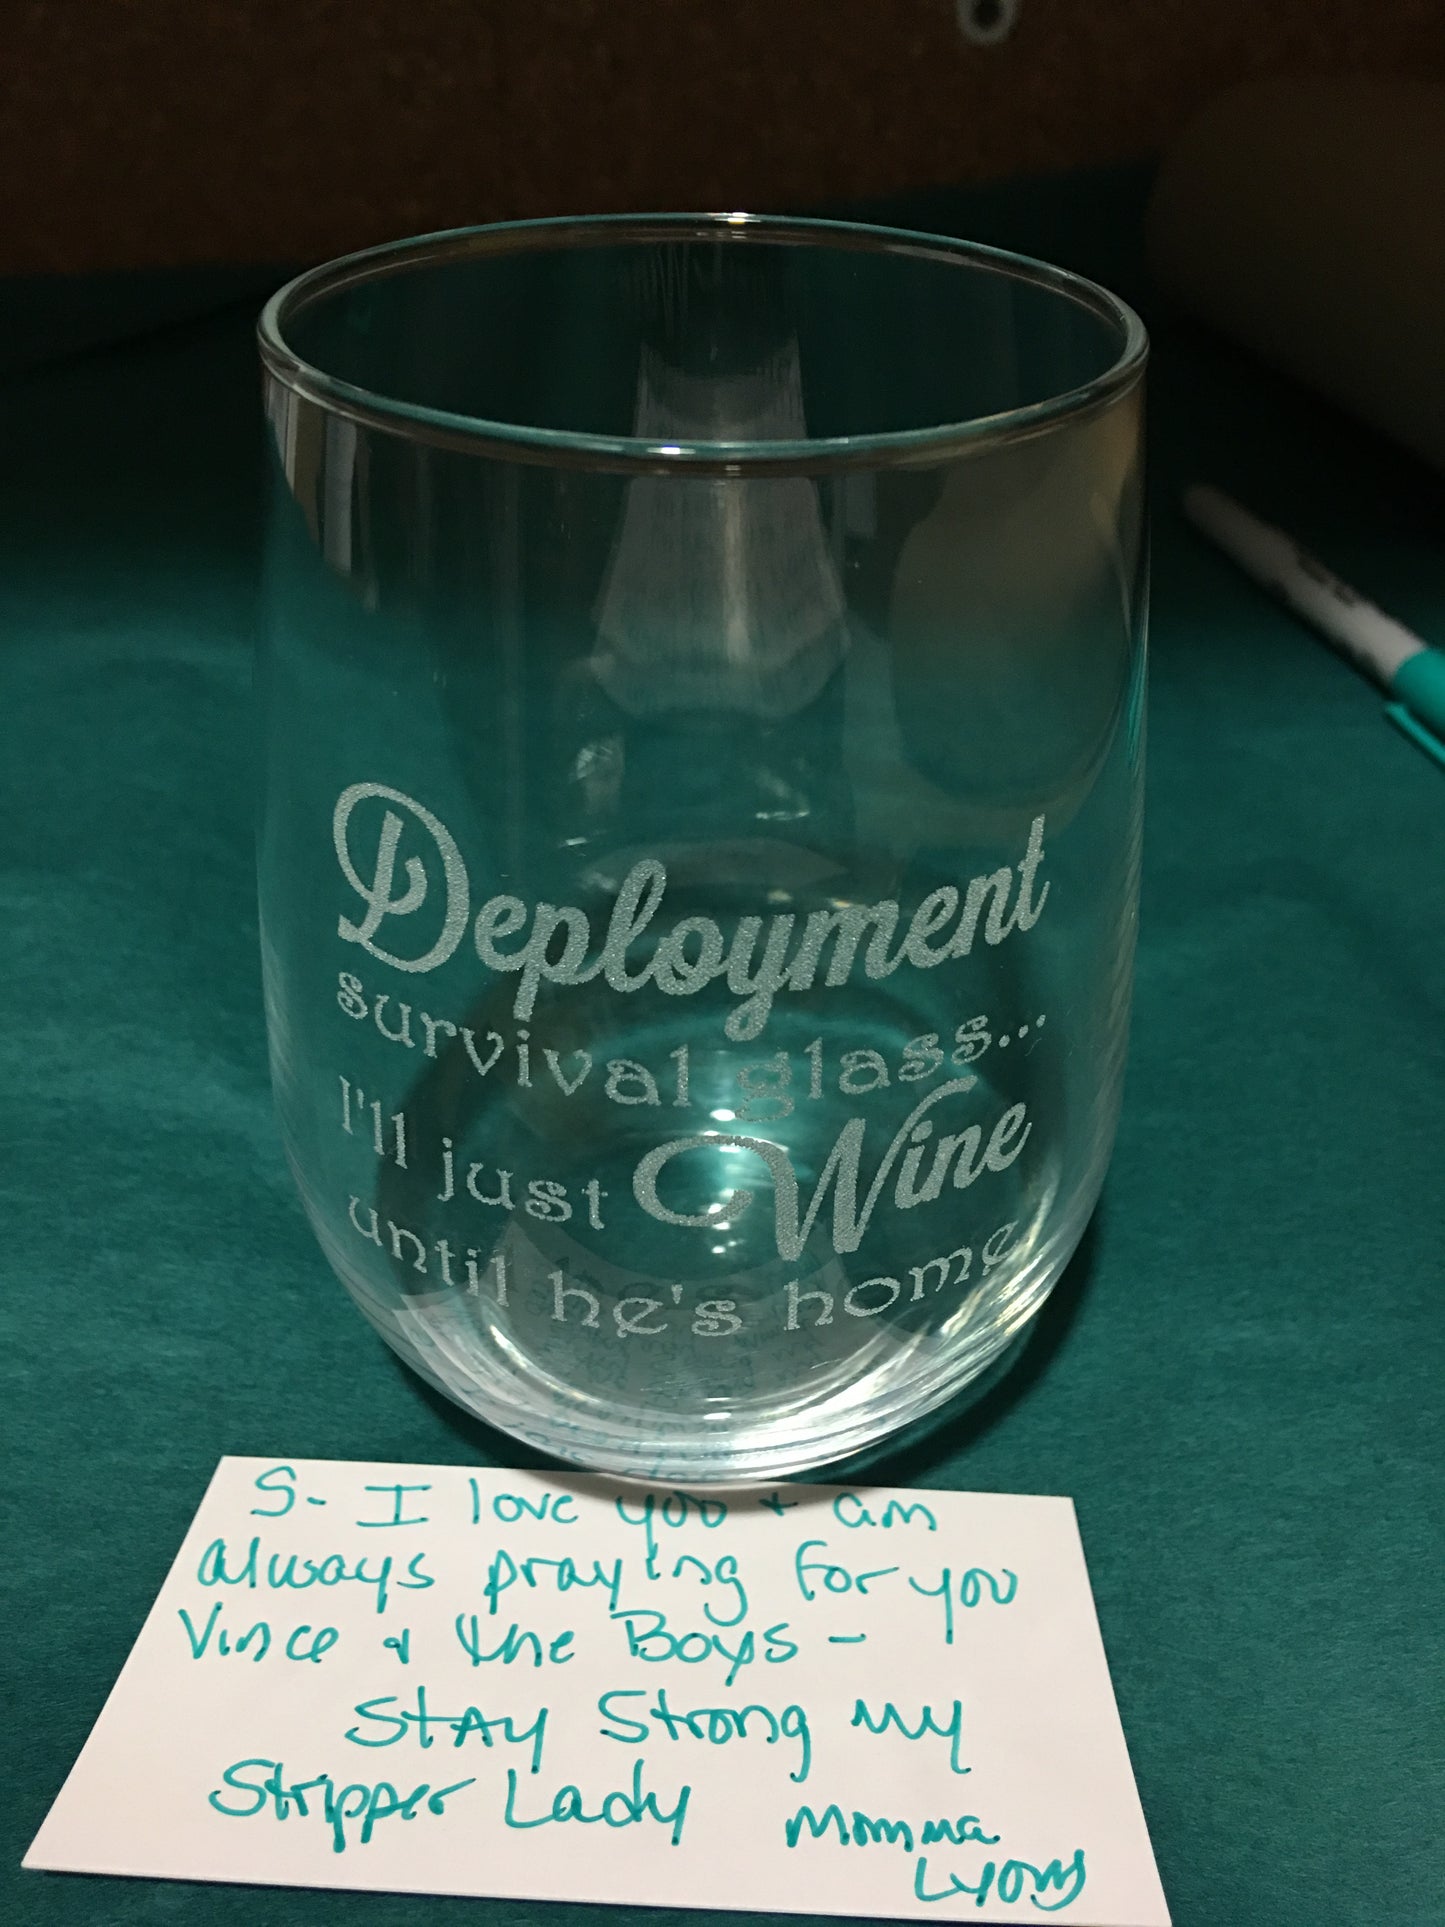 Deployment
survival glass...
I'll just Wine
until he's home
S- I love you + am
always praying for you
Vince & the Boys -
Stay Strong my
Stripper Lady Momma
Lyons